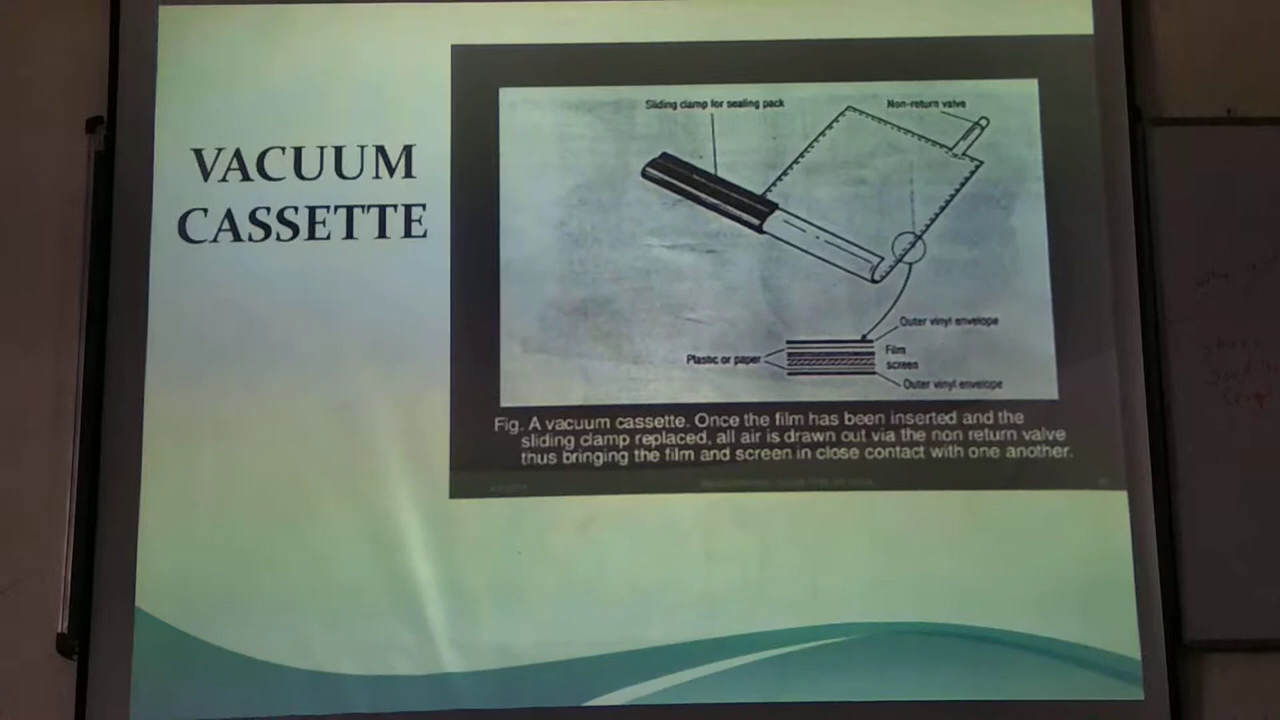 VACUUM
CASSETTE
Sliding clamp for sealing pack
Non-return valve
Outer vinyl envelope
Plastic or paper
Film
screen
Outer vinyl envelope
Fig. A vacuum cassette. Once the film has been inserted and the
sliding clamp replaced, all air is drawn out via the non return valve
thus bringing the film and screen in close contact with one another.